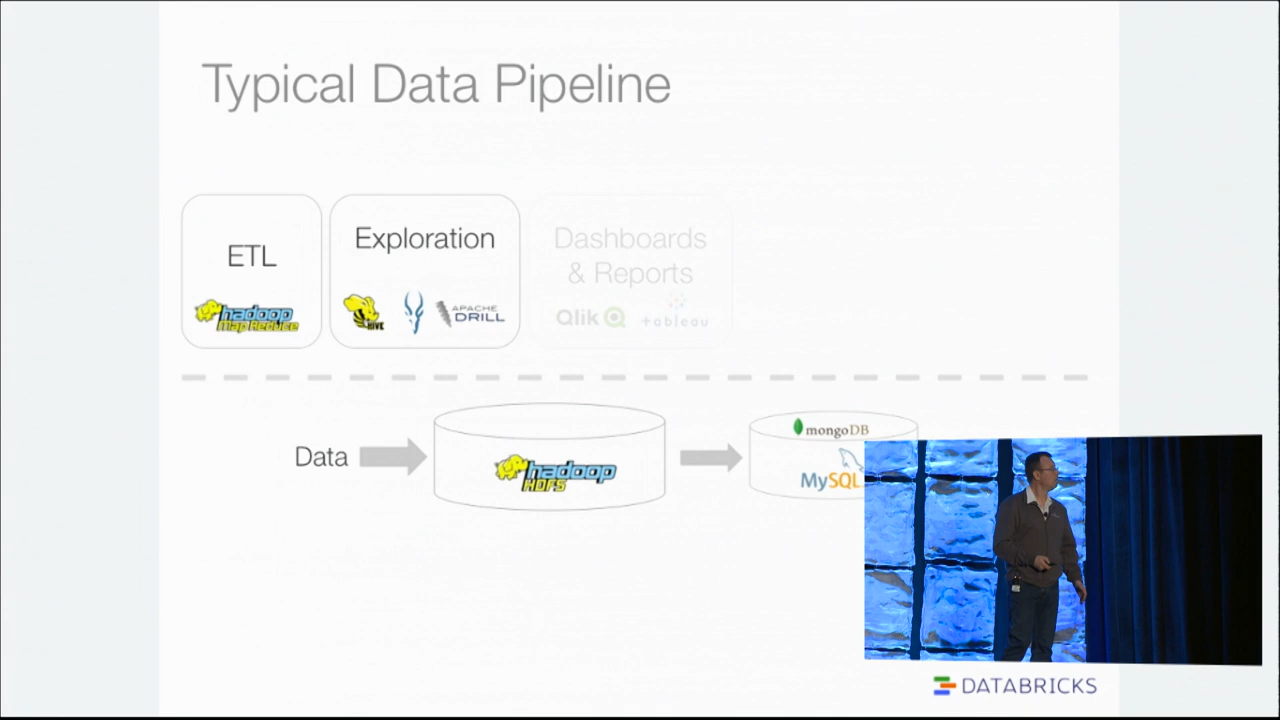 Typical Data Pipeline
ETL
hadoop
Map Reduce
Exploration
HIVE
APACHE
DRILL
Dashboards
& Reports
Qlik
+ableau
Data
hadoop
HDFS
mongoDB
MySQL
DATABRICKS